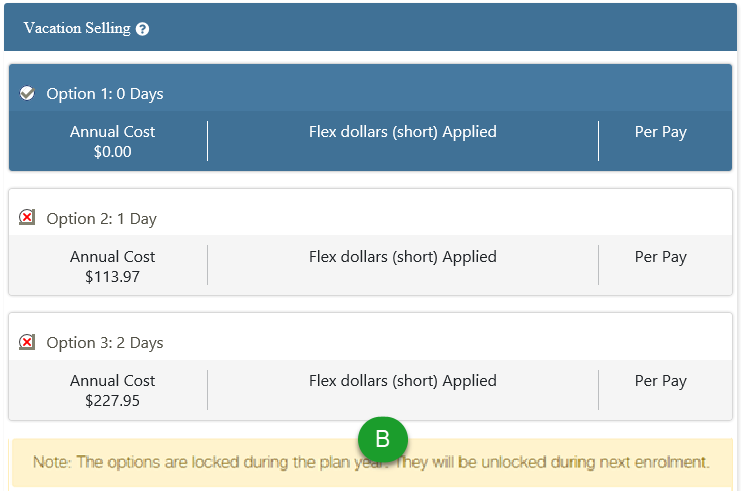 Vacation Selling ?
Option 1: 0 Days
Annual Cost Flex dollars (short) Applied Per Pay
$0.00
Option 2: 1 Day
Annual Cost Flex dollars (short) Applied Per Pay
$113.97
Option 3: 2 Days
Annual Cost Flex dollars (short) Applied Per Pay
$227.95
B
Note: The options are locked during the plan year. They will be unlocked during next enrolment.